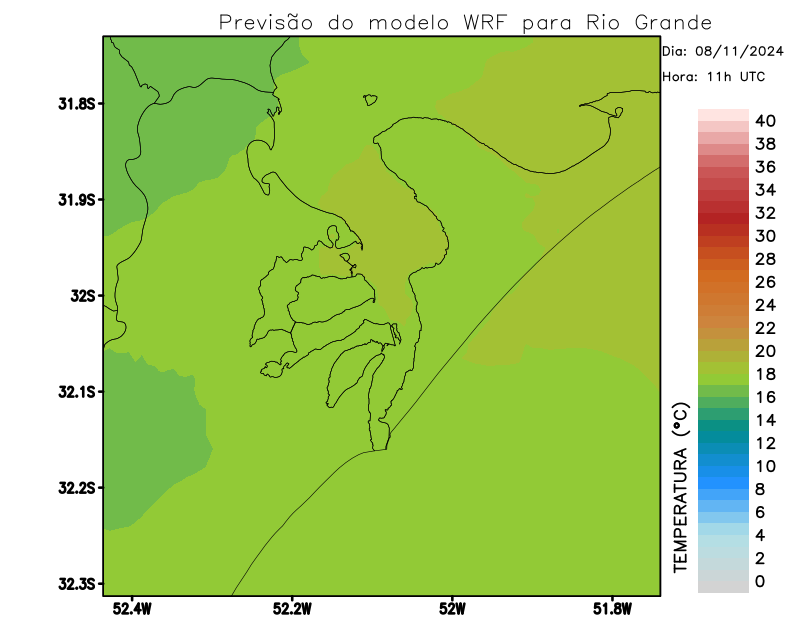 Previsão do modelo WRF para Rio Grande
Dia: 08/11/2024
Hora: 11h UTC
31.8S
31.9S
32S
32.1S
32.2S
32.3S
52.4W
52.2W
52W
51.8W
TEMPERATURA (°C)
40
38
36
34
32
30
28
26
24
22
20
18
16
14
12
10
8
6
4
2
0